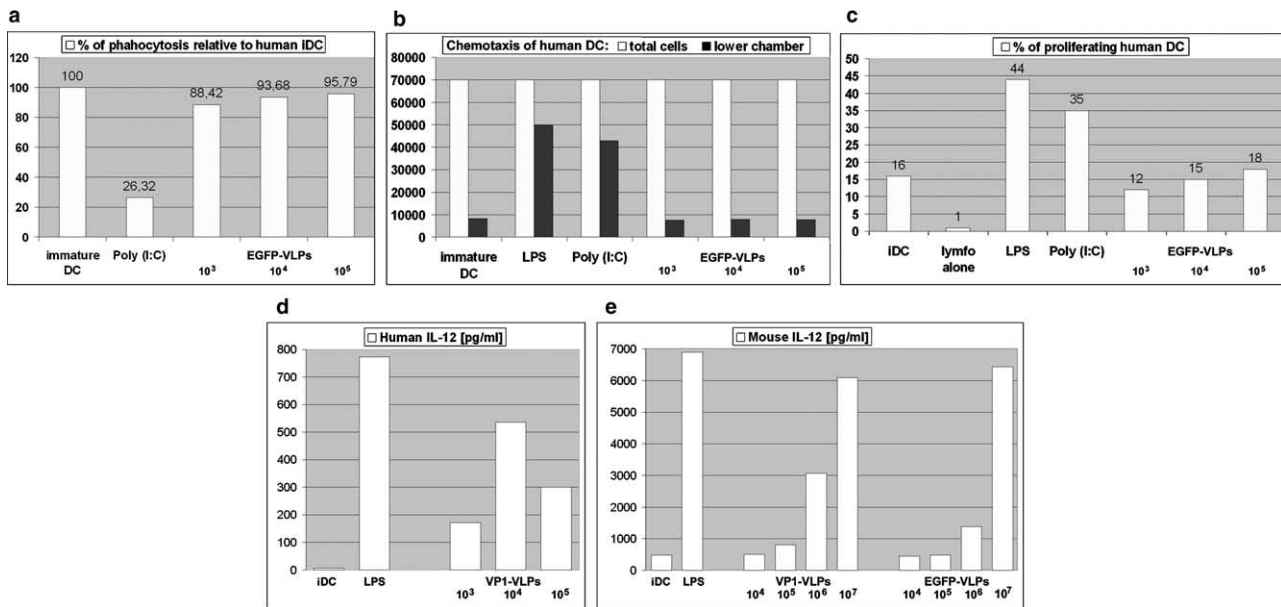 a
% of phahocytosis relative to human iDC
120
100
80
60
40
20
0
100
26,32
88,42
93,68
95,79
immature DC
Poly (I:C)
EGFP-VLPs
10³
10⁴
10⁵
b
Chemotaxis of human DC: total cells lower chamber
80000
70000
60000
50000
40000
30000
20000
10000
0
immature DC
LPS
Poly (I:C)
EGFP-VLPs
10³
10⁴
10⁵
c
% of proliferating human DC
50
45
40
35
30
25
20
15
10
5
0
16
1
44
35
12
15
18
iDC
lymfo alone
LPS
Poly (I:C)
EGFP-VLPs
10³
10⁴
10⁵
d
Human IL-12 [pg/ml]
800
700
600
500
400
300
200
100
0
iDC
LPS
VP1-VLPs
10³
10⁴
10⁵
e
Mouse IL-12 [pg/ml]
7000
6000
5000
4000
3000
2000
1000
0
iDC
LPS
VP1-VLPs
10⁴
10⁵
10⁶
10⁷
EGFP-VLPs
10⁴
10⁵
10⁶
10⁷